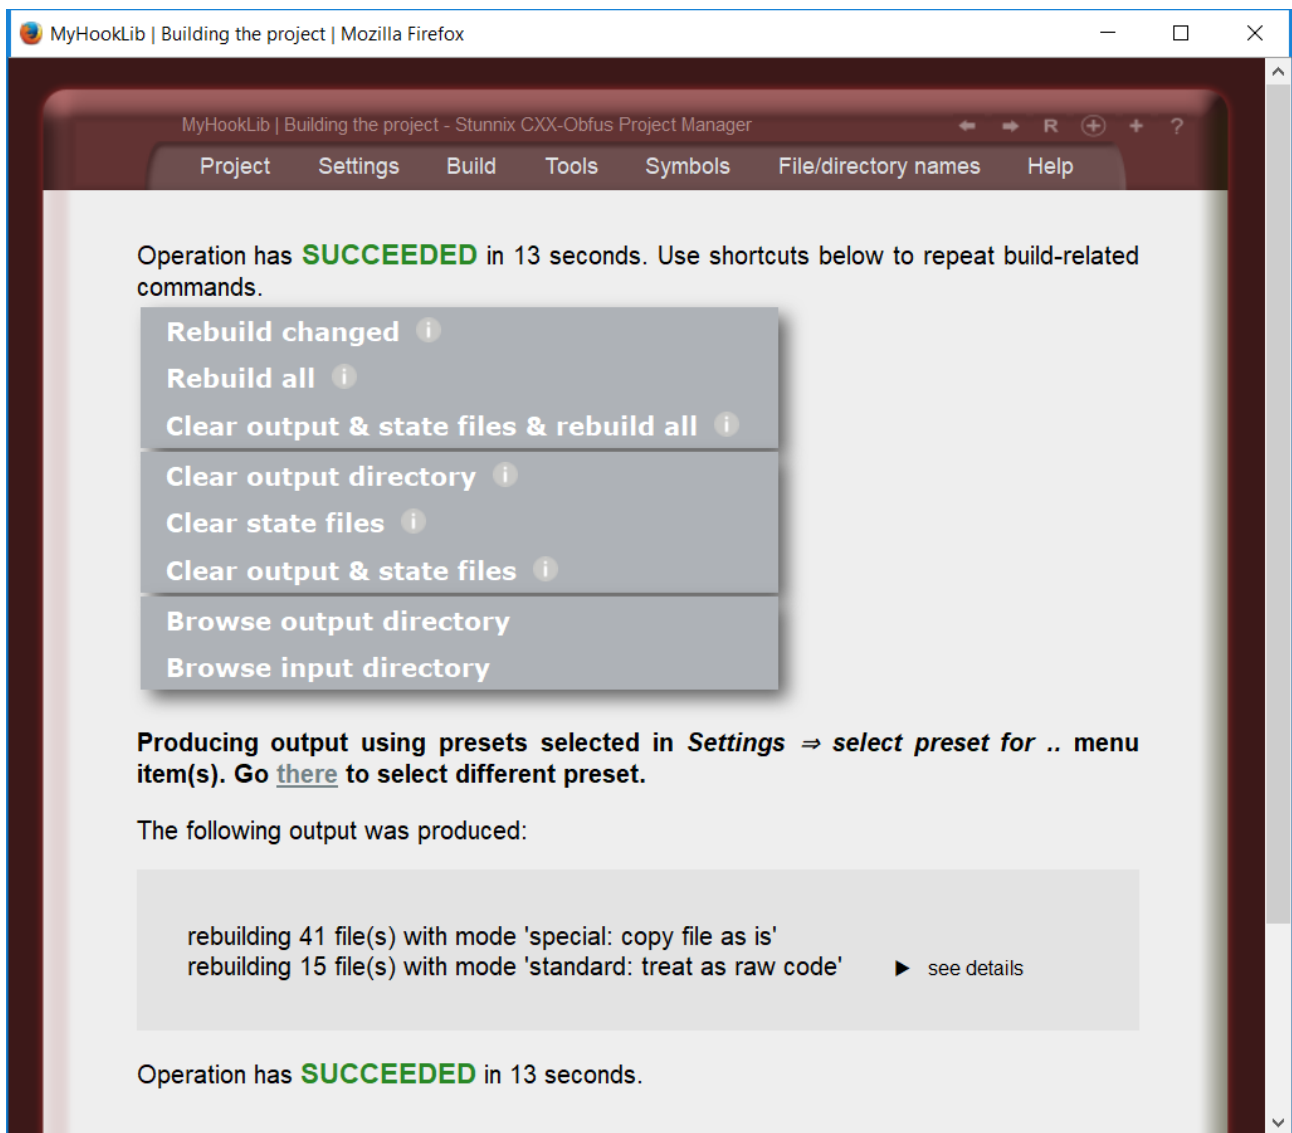 MyHookLib | Building the project | Mozilla Firefox
MyHookLib | Building the project - Stunnix CXX-Obfus Project Manager
R + ?
Project Settings Build Tools Symbols File/directory names Help
Operation has SUCCEEDED in 13 seconds. Use shortcuts below to repeat build-related
commands.
Rebuild changed i
Rebuild all i
Clear output & state files & rebuild all i
Clear output directory i
Clear state files i
Clear output & state files i
Browse output directory
Browse input directory
Producing output using presets selected in Settings ⇒ select preset for .. menu
item(s). Go there to select different preset.
The following output was produced:
rebuilding 41 file(s) with mode 'special: copy file as is'
rebuilding 15 file(s) with mode 'standard: treat as raw code' ▶ see details
Operation has SUCCEEDED in 13 seconds.